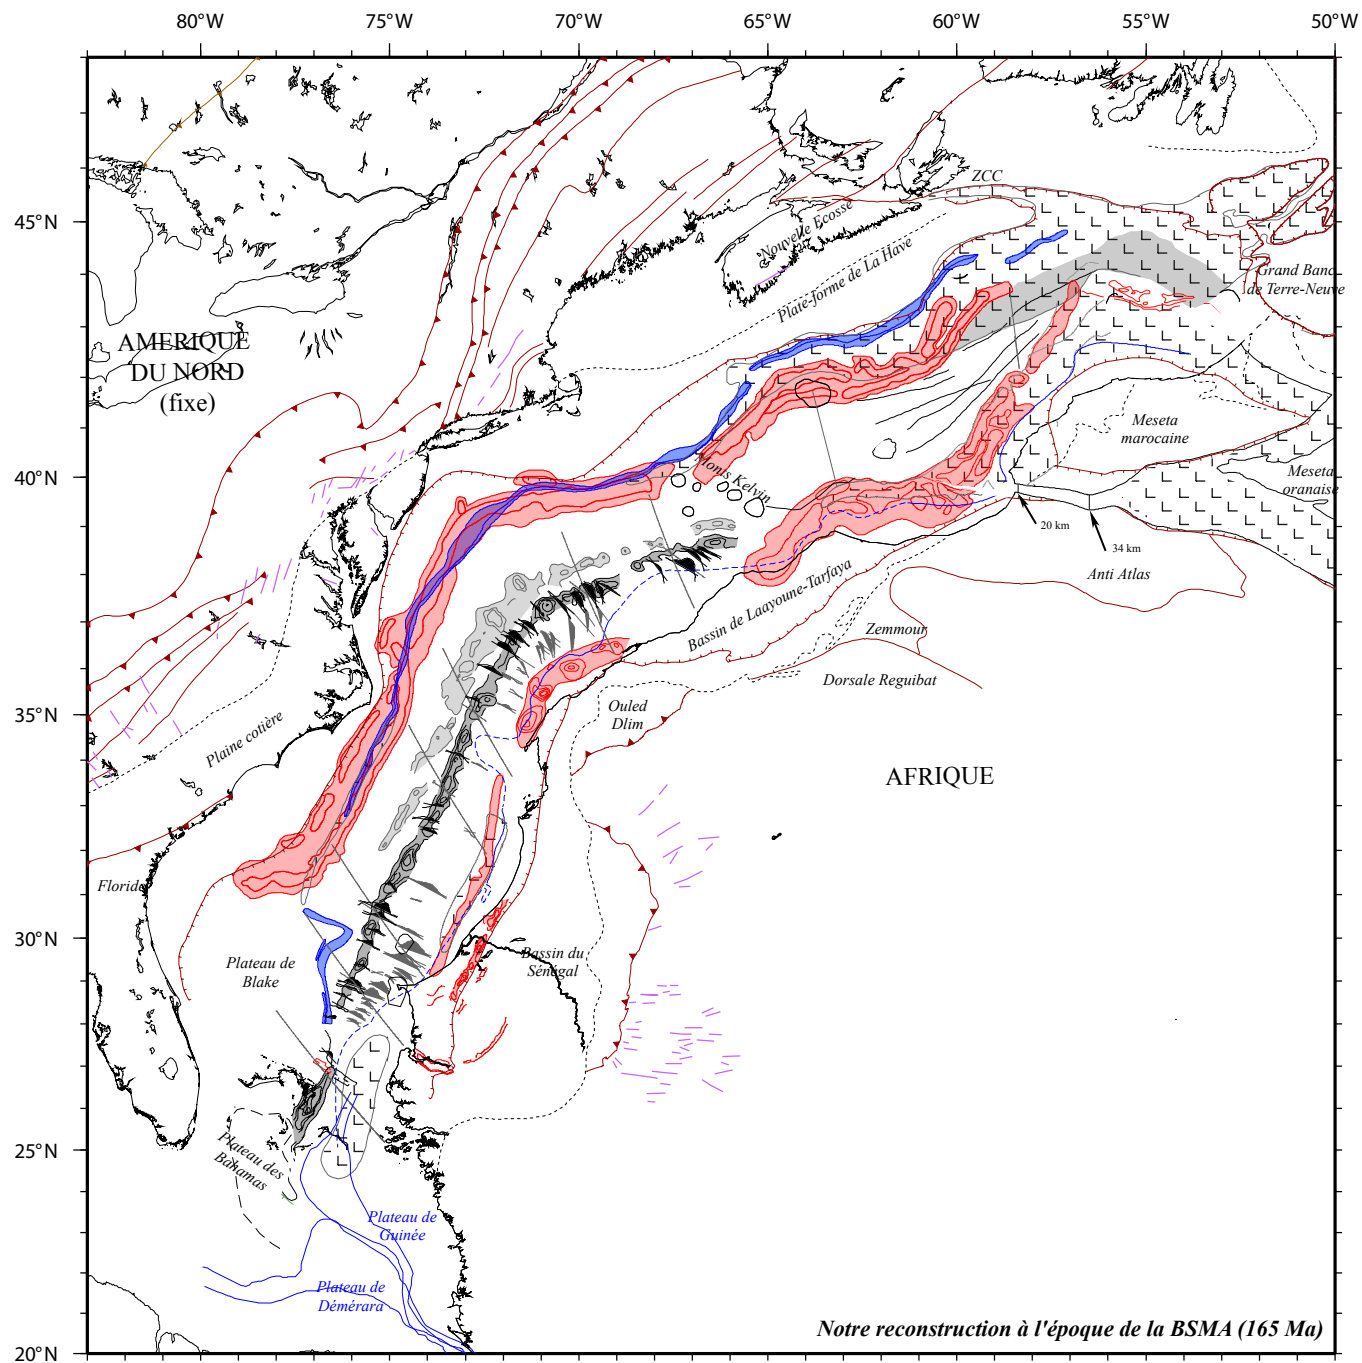 80°W 75°W 70°W 65°W 60°W 55°W 50°W
45°N
40°N
35°N
30°N
25°N
20°N
ZCC
Nouvelle Ecosse
Plate-forme de La Have
Grand Banc
de Terre-Neuve
AMERIQUE
DU NORD
(fixe)
Meseta
marocaine
Meseta
oranaise
Monts Kelvin
20 km
34 km
Anti Atlas
Bassin de Laayoune-Tarfaya
Zemmour
Dorsale Reguibat
Ouled
Dlim
Plaine cotière
AFRIQUE
Floride
Plateau de
Blake
Bassin du
Sénégal
Plateau des
Bahamas
Plateau de
Guinée
Plateau de
Démérara
Notre reconstruction à l'époque de la BSMA (165 Ma)